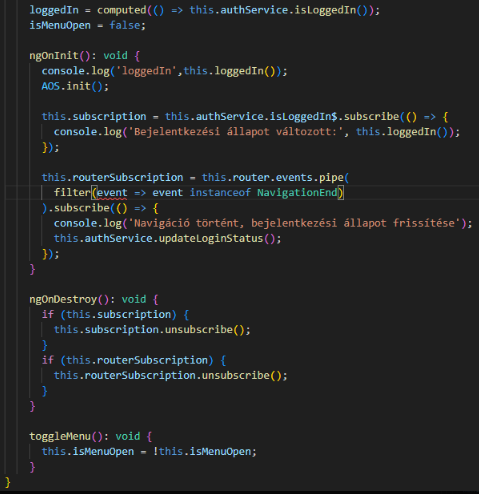 loggedIn = computed(() => this.authService.isLoggedIn());
isMenuOpen = false;
ngOnInit(): void {
console.log('loggedIn',this.loggedIn());
AOS.init();
this.subscription = this.authService.isLoggedIn$.subscribe(() => {
console.log('Bejelentkezési állapot változott:', this.loggedIn());
});
this.routerSubscription = this.router.events.pipe(
filter(event => event instanceof NavigationEnd)
).subscribe(() => {
console.log('Navigáció történt, bejelentkezési állapot frissítése');
this.authService.updateLoginStatus();
});
}
ngOnDestroy(): void {
if (this.subscription) {
this.subscription.unsubscribe();
}
if (this.routerSubscription) {
this.routerSubscription.unsubscribe();
}
}
toggleMenu(): void {
this.isMenuOpen = !this.isMenuOpen;
}
}